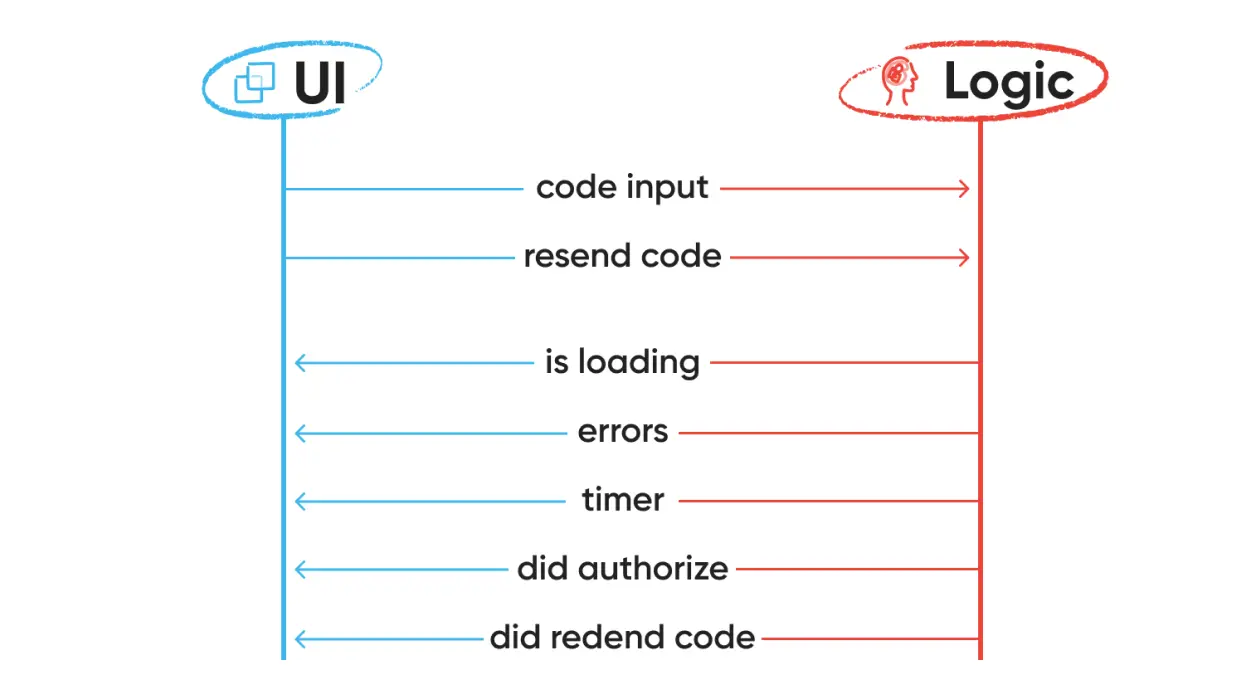 UI
Logic
code input
resend code
is loading
errors
timer
did authorize
did redend code